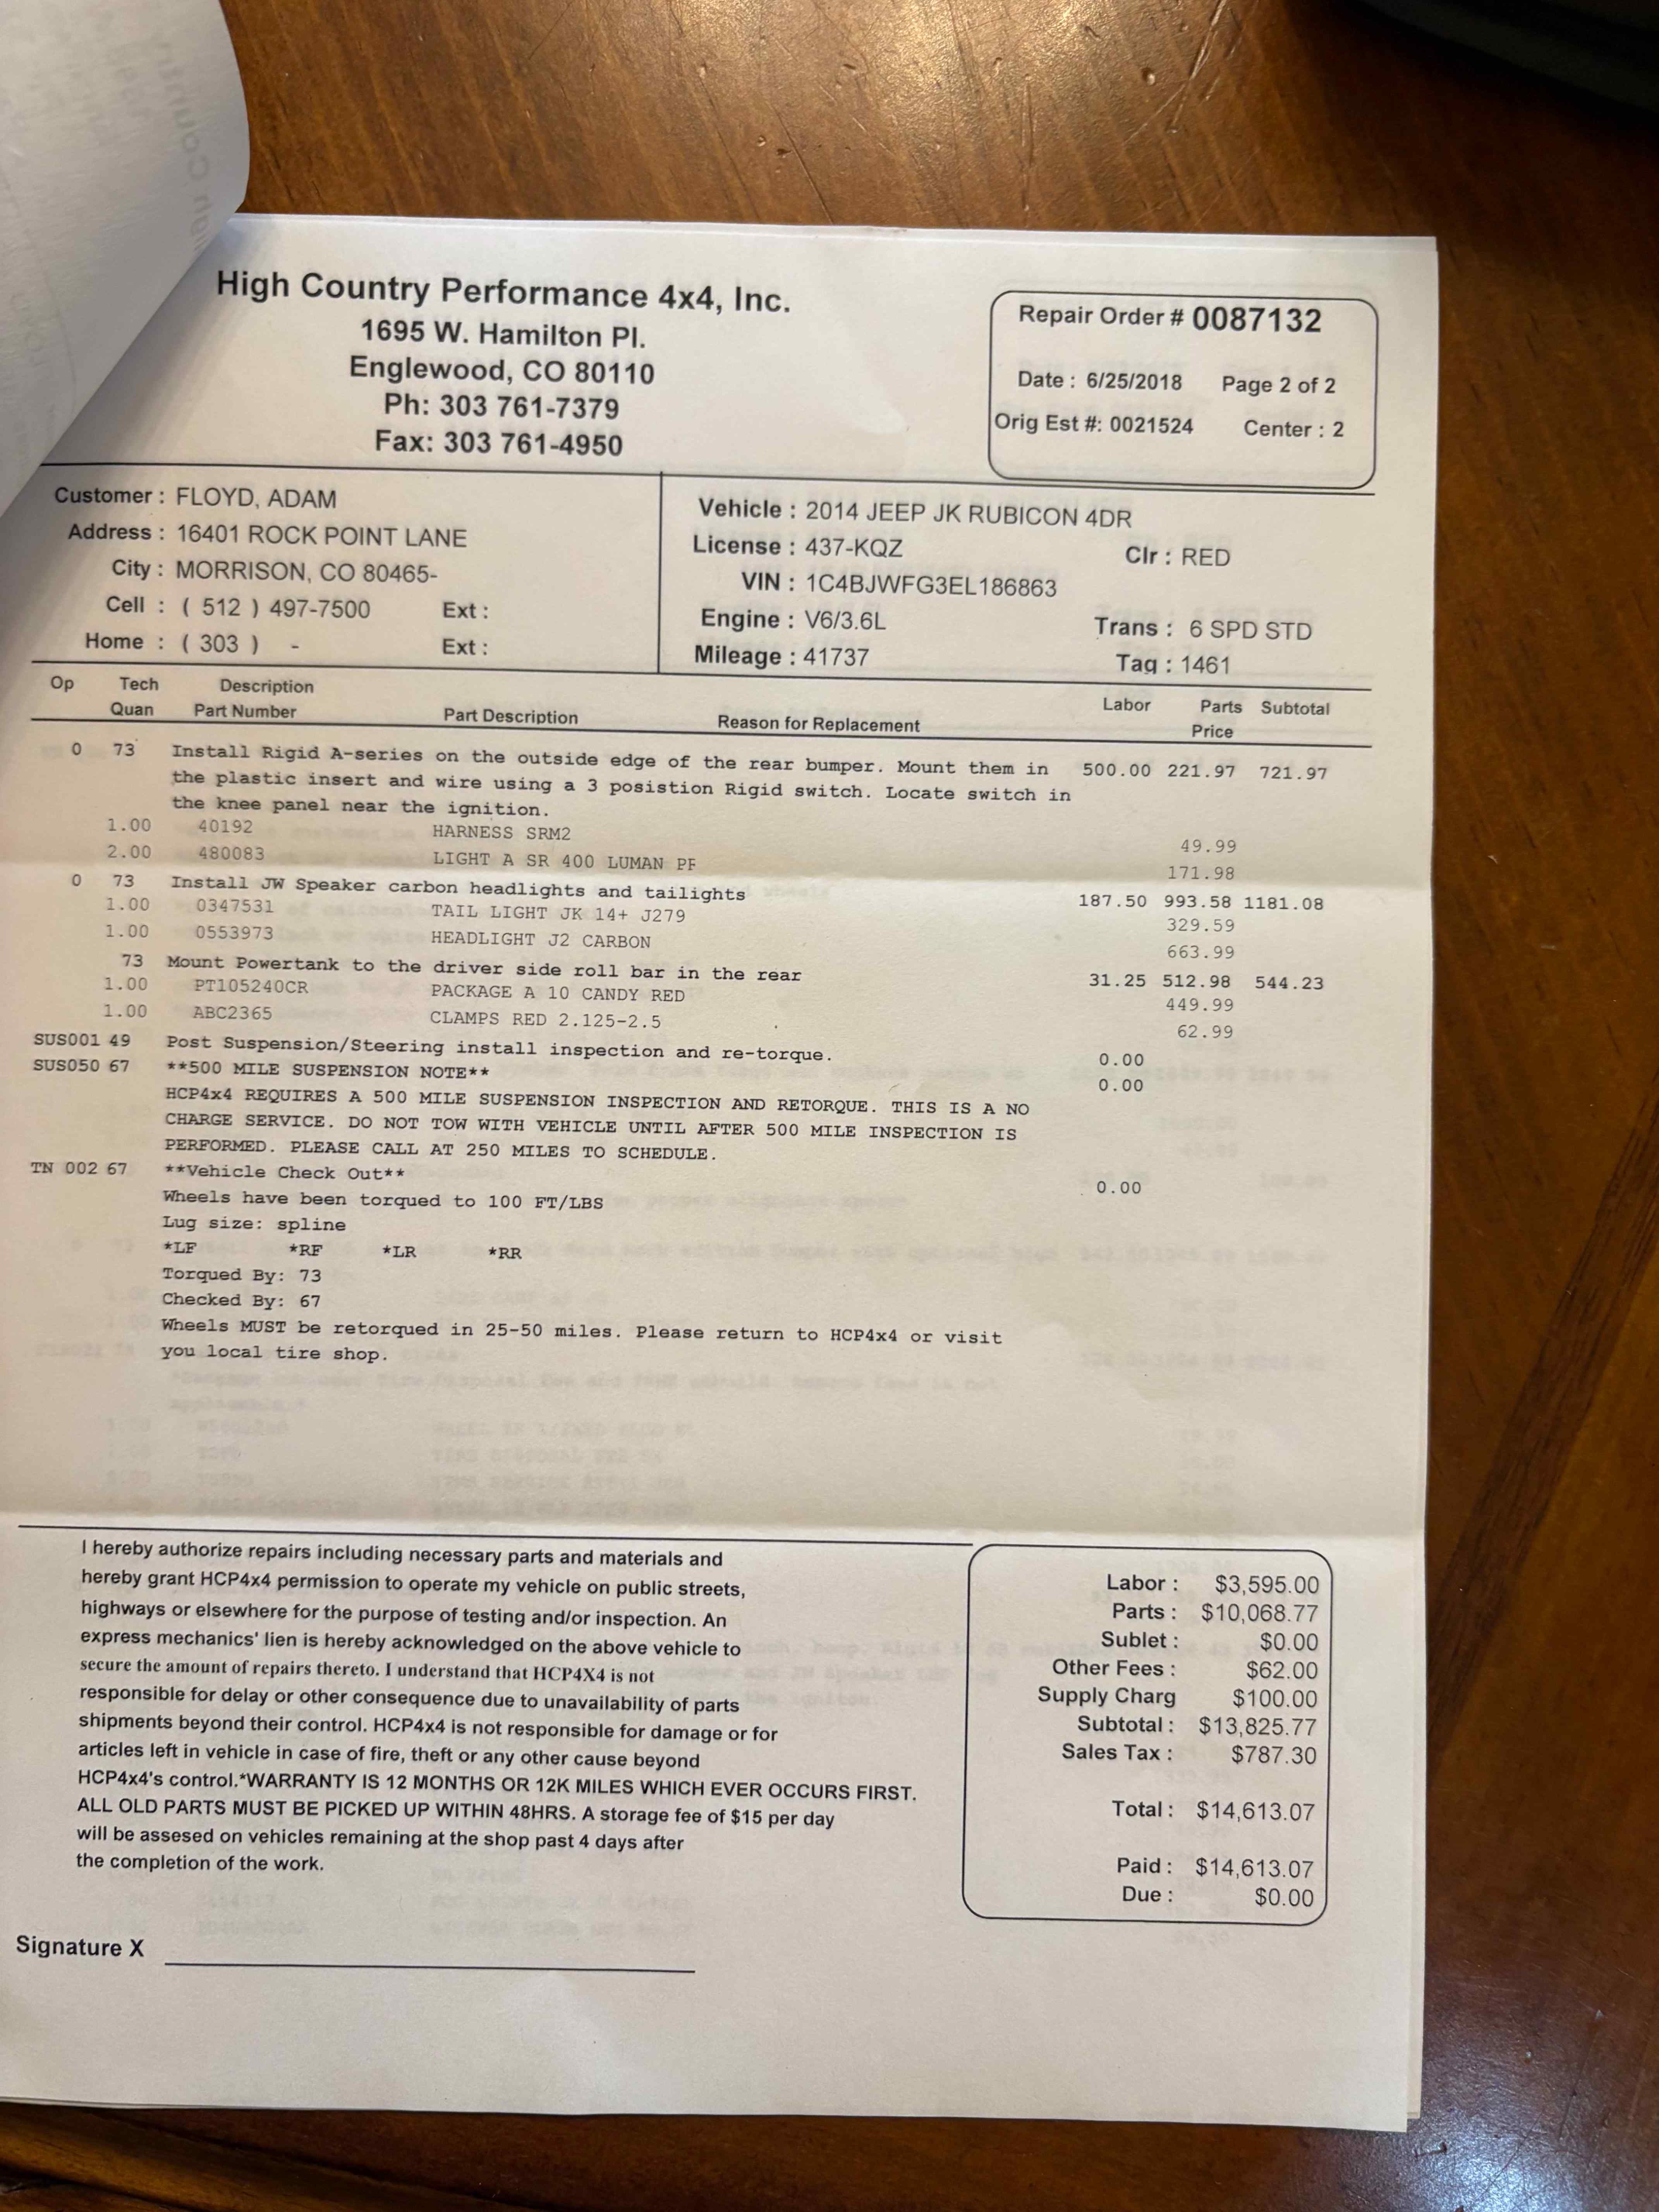 High Country Performance 4x4, Inc.
1695 W. Hamilton Pl.
Englewood, CO 80110
Ph: 303 761-7379
Fax: 303 761-4950
Repair Order # 0087132
Date : 6/25/2018 Page 2 of 2
Orig Est #: 0021524 Center : 2
Customer : FLOYD, ADAM
Address : 16401 ROCK POINT LANE
City : MORRISON, CO 80465-
Cell : ( 512 ) 497-7500 Ext :
Home : ( 303 ) - Ext :
Vehicle : 2014 JEEP JK RUBICON 4DR
License : 437-KQZ Clr : RED
VIN : 1C4BJWFG3EL186863
Engine : V6/3.6L Trans : 6 SPD STD
Mileage : 41737 Tag : 1461
Op Tech Description Labor Parts Subtotal
Quan Part Number Part Description Reason for Replacement Price
0 73 Install Rigid A-series on the outside edge of the rear bumper. Mount them in 500.00 221.97 721.97
the plastic insert and wire using a 3 posistion Rigid switch. Locate switch in
the knee panel near the ignition.
1.00 40192 HARNESS SRM2 49.99
2.00 480083 LIGHT A SR 400 LUMAN PF 171.98
0 73 Install JW Speaker carbon headlights and tailights 187.50 993.58 1181.08
1.00 0347531 TAIL LIGHT JK 14+ J279 329.59
1.00 0553973 HEADLIGHT J2 CARBON 663.99
73 Mount Powertank to the driver side roll bar in the rear 31.25 512.98 544.23
1.00 PT105240CR PACKAGE A 10 CANDY RED 449.99
1.00 ABC2365 CLAMPS RED 2.125-2.5 62.99
SUS001 49 Post Suspension/Steering install inspection and re-torque. 0.00
SUS050 67 **500 MILE SUSPENSION NOTE** 0.00
HCP4x4 REQUIRES A 500 MILE SUSPENSION INSPECTION AND RETORQUE. THIS IS A NO
CHARGE SERVICE. DO NOT TOW WITH VEHICLE UNTIL AFTER 500 MILE INSPECTION IS
PERFORMED. PLEASE CALL AT 250 MILES TO SCHEDULE.
TN 002 67 **Vehicle Check Out** 0.00
Wheels have been torqued to 100 FT/LBS
Lug size: spline
*LF *RF *LR *RR
Torqued By: 73
Checked By: 67
Wheels MUST be retorqued in 25-50 miles. Please return to HCP4x4 or visit
you local tire shop.
I hereby authorize repairs including necessary parts and materials and
hereby grant HCP4x4 permission to operate my vehicle on public streets,
highways or elsewhere for the purpose of testing and/or inspection. An
express mechanics' lien is hereby acknowledged on the above vehicle to
secure the amount of repairs thereto. I understand that HCP4X4 is not
responsible for delay or other consequence due to unavailability of parts
shipments beyond their control. HCP4x4 is not responsible for damage or for
articles left in vehicle in case of fire, theft or any other cause beyond
HCP4x4's control.*WARRANTY IS 12 MONTHS OR 12K MILES WHICH EVER OCCURS FIRST.
ALL OLD PARTS MUST BE PICKED UP WITHIN 48HRS. A storage fee of $15 per day
will be assesed on vehicles remaining at the shop past 4 days after
the completion of the work.
Labor : $3,595.00
Parts : $10,068.77
Sublet : $0.00
Other Fees : $62.00
Supply Charg $100.00
Subtotal : $13,825.77
Sales Tax : $787.30
Total : $14,613.07
Paid : $14,613.07
Due : $0.00
Signature X